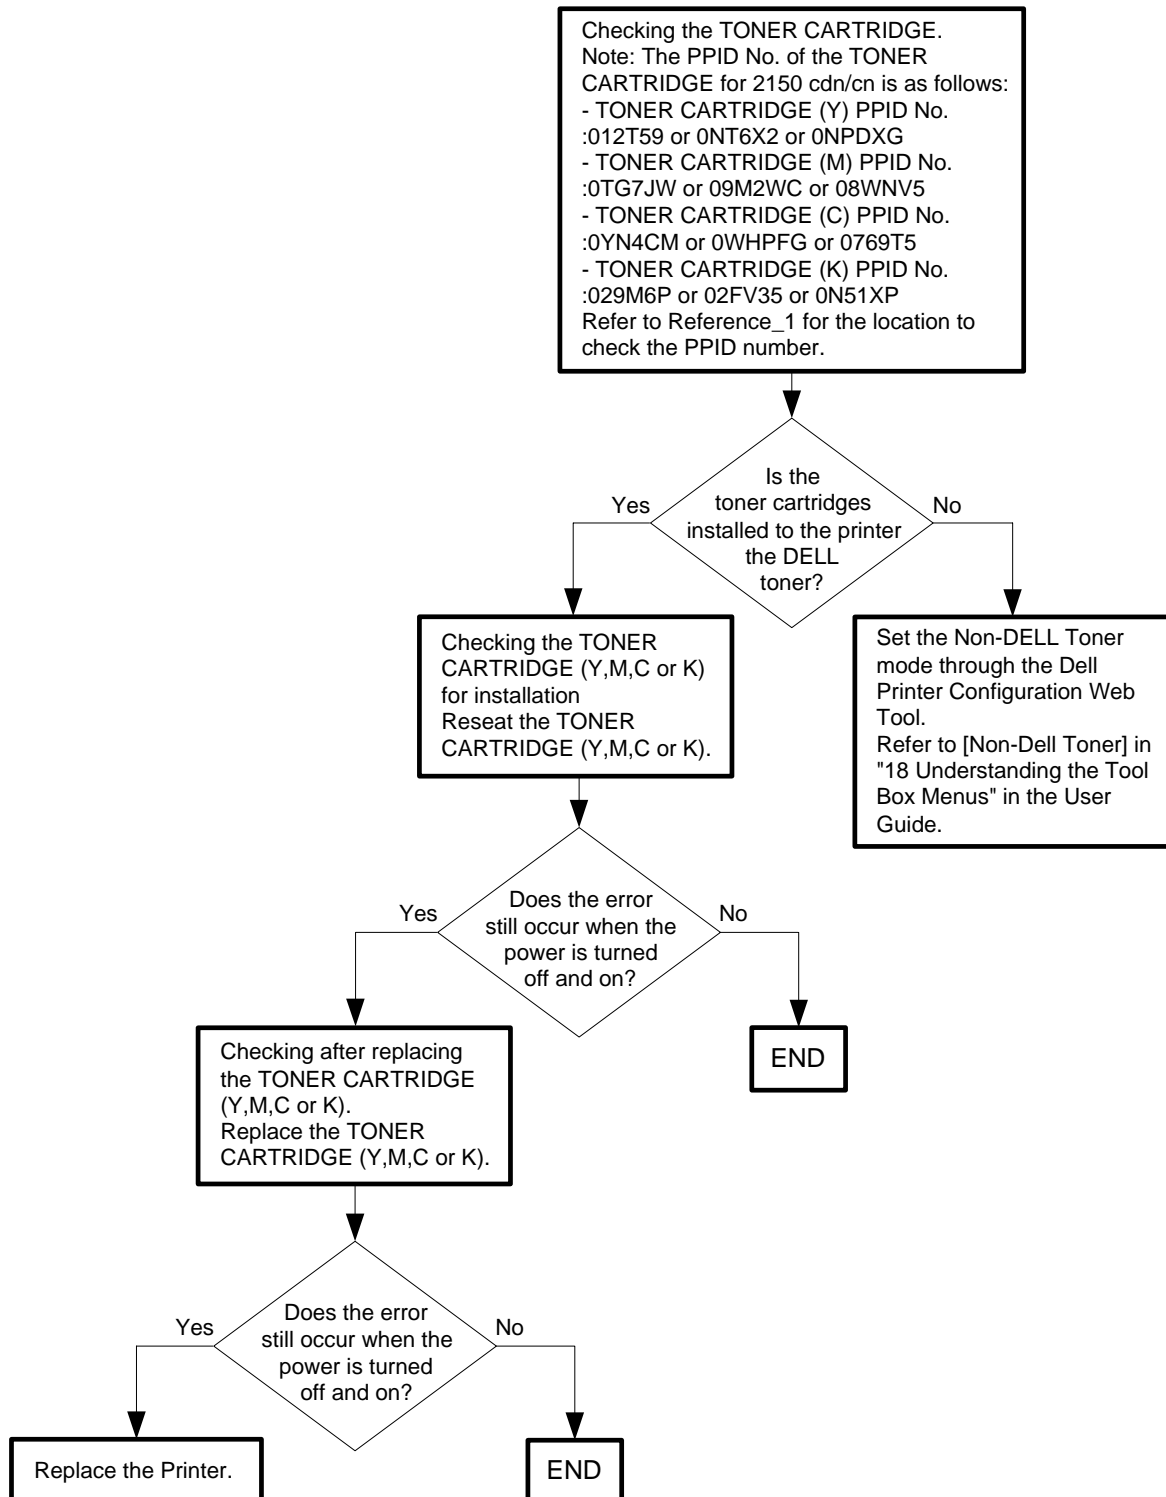 Checking the TONER CARTRIDGE.
Note: The PPID No. of the TONER
CARTRIDGE for 2150 cdn/cn is as follows:
- TONER CARTRIDGE (Y) PPID No.
:012T59 or 0NT6X2 or 0NPDXG
- TONER CARTRIDGE (M) PPID No.
:0TG7JW or 09M2WC or 08WNV5
- TONER CARTRIDGE (C) PPID No.
:0YN4CM or 0WHPFG or 0769T5
- TONER CARTRIDGE (K) PPID No.
:029M6P or 02FV35 or 0N51XP
Refer to Reference_1 for the location to
check the PPID number.
Is the
toner cartridges
installed to the printer
the DELL
toner?
Yes
No
Checking the TONER
CARTRIDGE (Y,M,C or K)
for installation
Reseat the TONER
CARTRIDGE (Y,M,C or K).
Set the Non-DELL Toner
mode through the Dell
Printer Configuration Web
Tool.
Refer to [Non-Dell Toner] in
"18 Understanding the Tool
Box Menus" in the User
Guide.
Does the error
still occur when the
power is turned
off and on?
Yes
No
Checking after replacing
the TONER CARTRIDGE
(Y,M,C or K).
Replace the TONER
CARTRIDGE (Y,M,C or K).
END
Does the error
still occur when the
power is turned
off and on?
Yes
No
Replace the Printer.
END